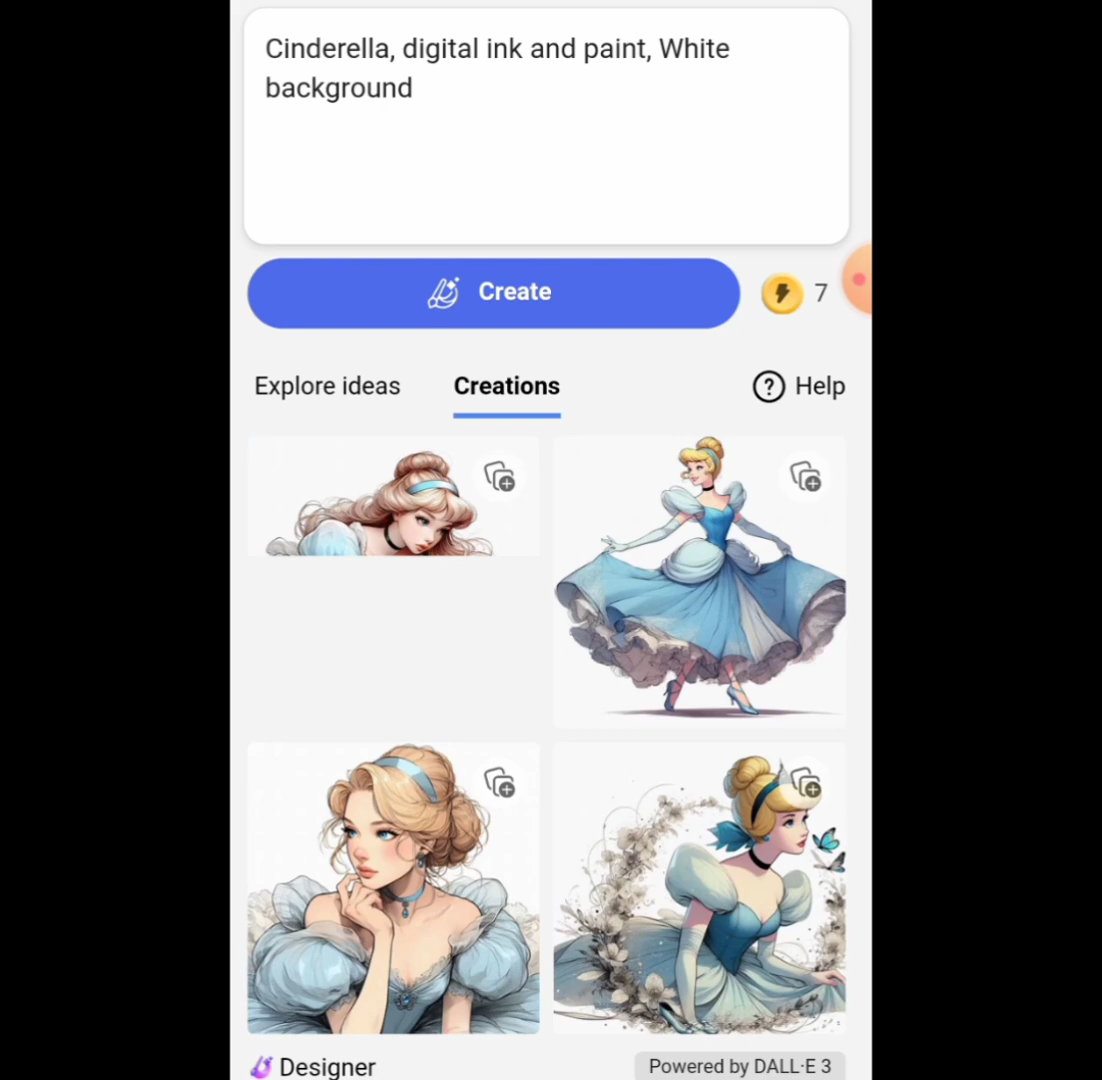 Cinderella, digital ink and paint, White
background
Create
7
Explore ideas
Creations
Help
Designer
Powered by DALL·E 3